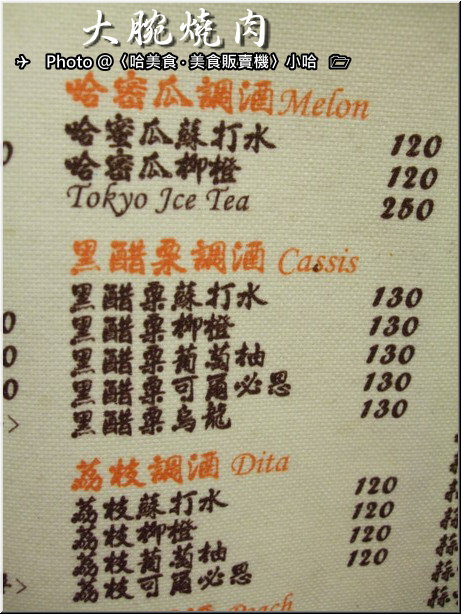 大腕燒肉
Photo @〈哈美食‧美食販賣機〉小哈
哈密瓜調酒 Melon
哈蜜瓜蘇打水 120
哈蜜瓜柳橙 120
Tokyo Ice Tea 250
黑醋栗調酒 Cassis
黑醋栗蘇打水 130
黑醋栗柳橙 130
黑醋栗葡萄柚 130
黑醋栗可爾必思 130
黑醋栗烏龍 130
荔枝調酒 Dita
荔枝蘇打水 120
荔枝柳橙 120
荔枝葡萄柚 120
荔枝可爾必思 120
Peach